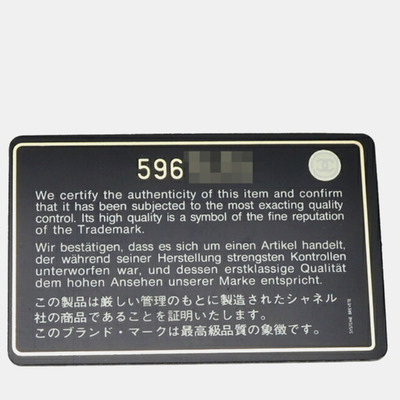 596
We certify the authenticity of this item and confirm
that it has been subjected to the most exacting quality
control. Its high quality is a symbol of the fine reputation
of the Trademark.
Wir bestätigen, dass es sich um einen Artikel handelt,
der während seiner Herstellung strengsten Kontrollen
unterworfen war, und dessen erstklassige Qualität
dem hohen Ansehen unserer Marke entspricht.
この製品は厳しい管理のもとに製造されたシャネル
社の商品であることを証明いたします。
このブランド・マークは最高級品質の象徴です。